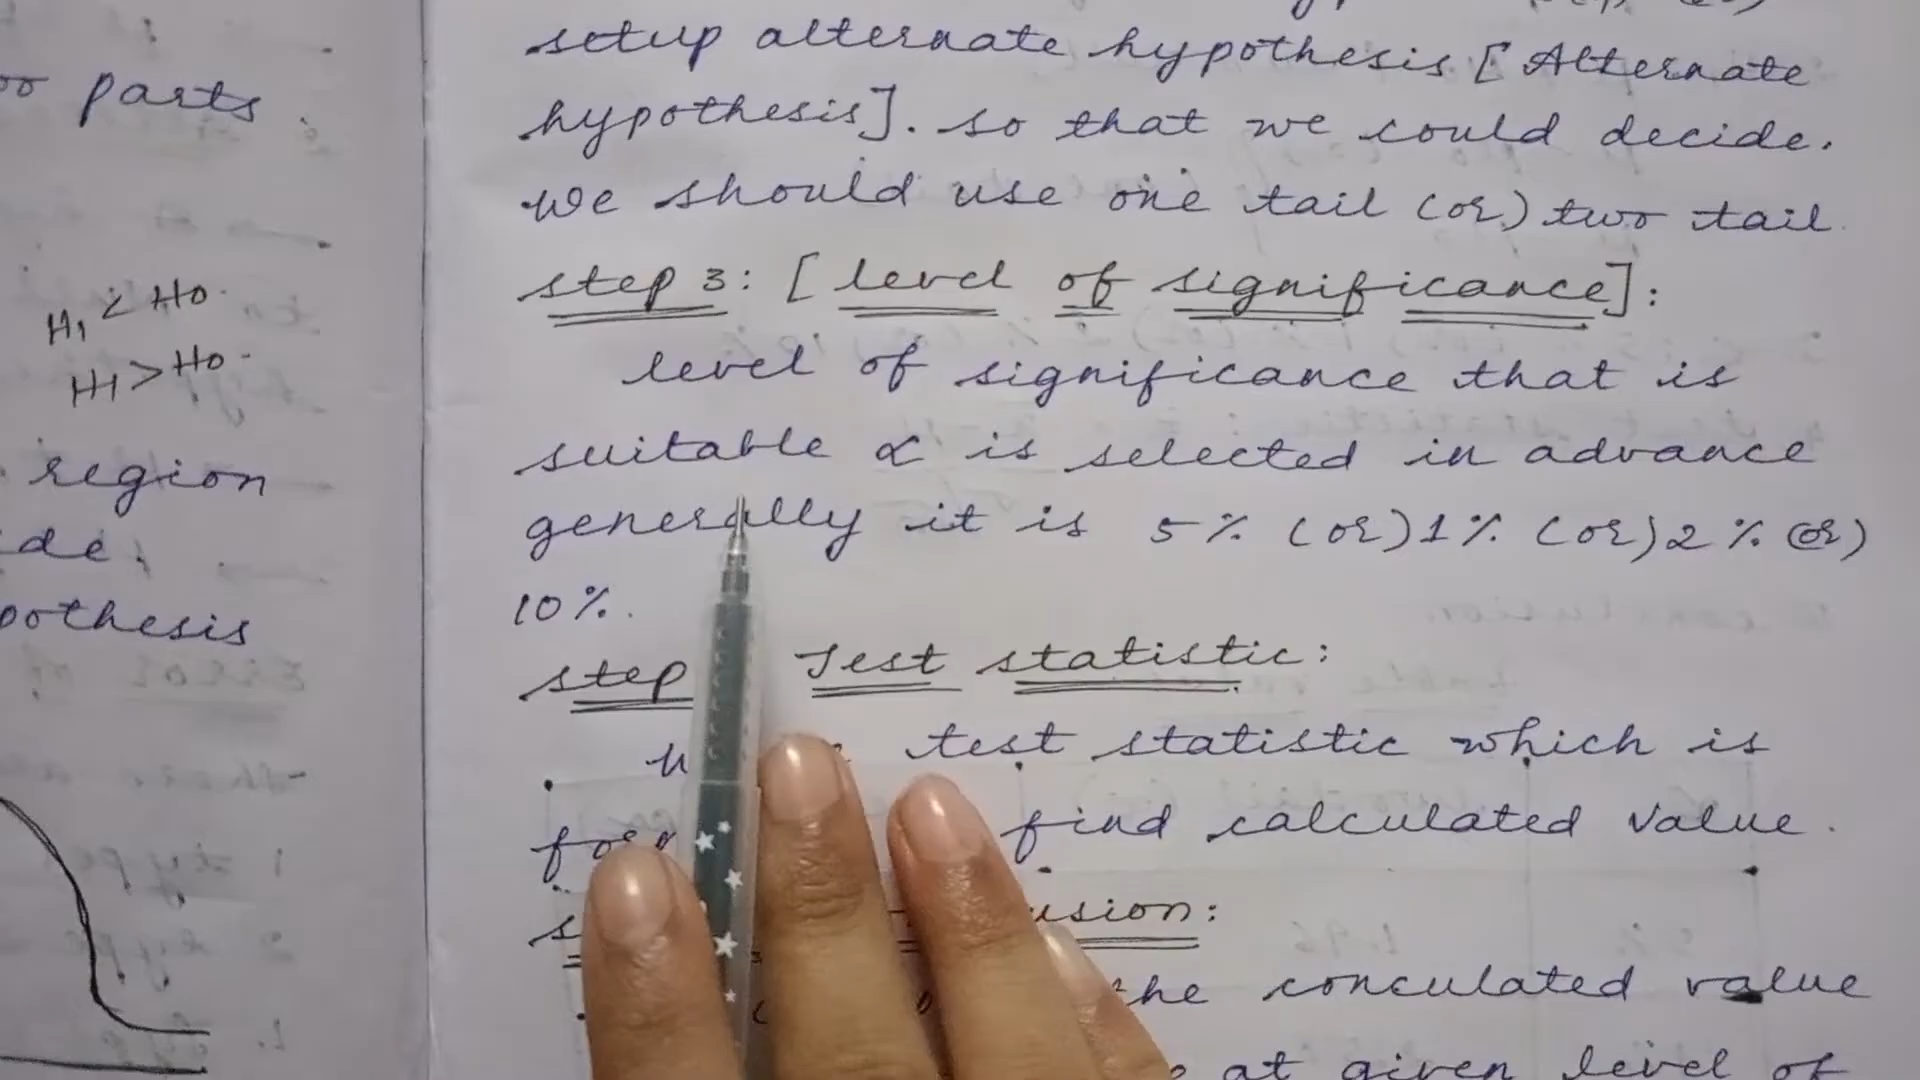 parts
H1 < H0.
H1 > H0.
region
de.
pothesis
setup alternate hypothesis [Alternate
hypothesis]. so that we could decide.
We should use one tail (or) two tail
step 3: [level of significance]:
level of significance that is
suitable α is selected in advance
generally it is 5% (or) 1% (or) 2% (or)
10%.
step Test statistic:
test statistic which is
find calculated value.
usion:
the conculated value
at given level of